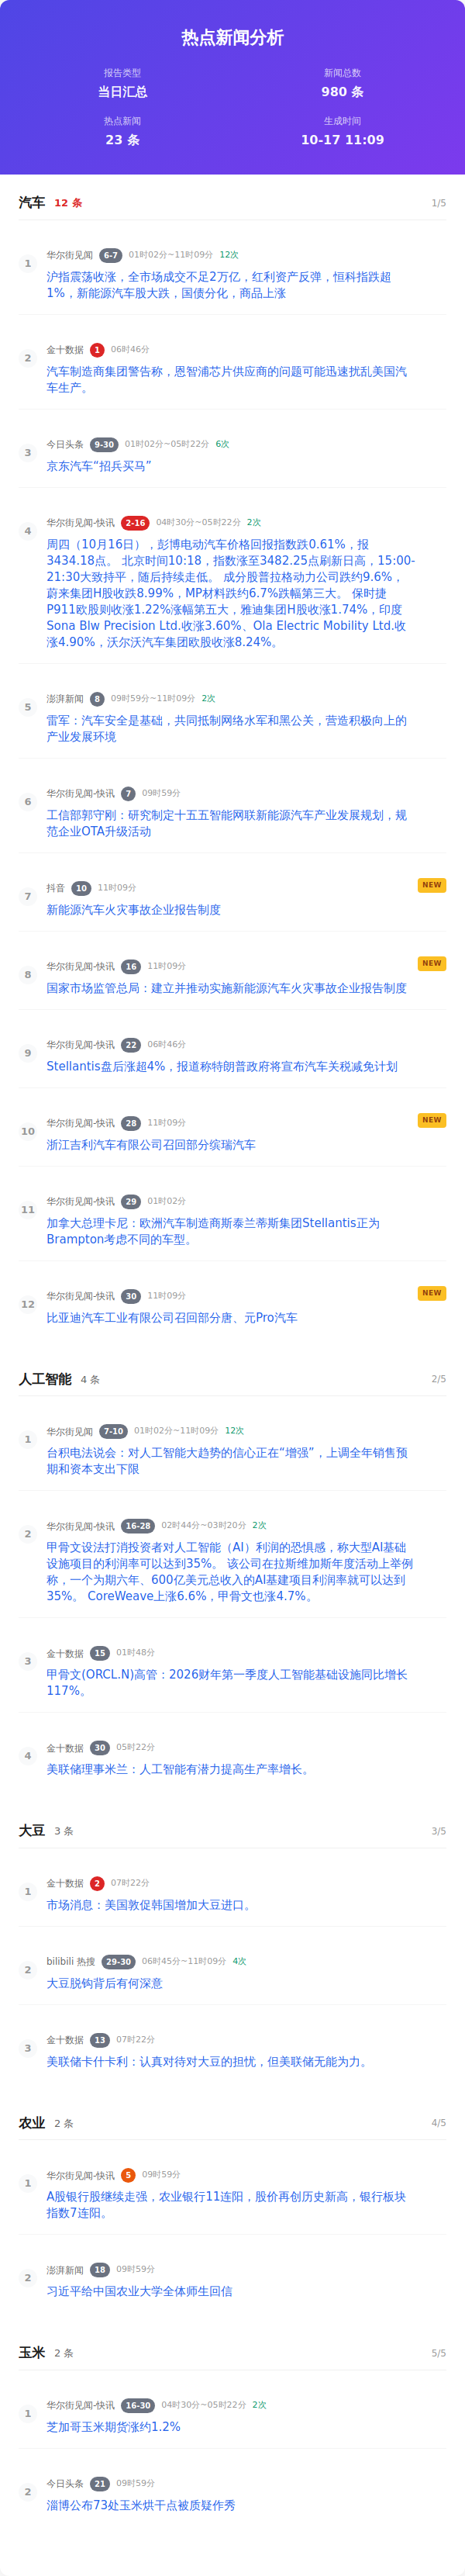 热点新闻分析
报告类型
当日汇总
新闻总数
980 条
热点新闻
23 条
生成时间
10-17 11:09
汽车 12 条 1/5
1 华尔街见闻 6-7 01时02分~11时09分 12次
沪指震荡收涨，全市场成交不足2万亿，红利资产反弹，恒科指跌超
1%，新能源汽车股大跌，国债分化，商品上涨
2 金十数据 1 06时46分
汽车制造商集团警告称，恩智浦芯片供应商的问题可能迅速扰乱美国汽
车生产。
3 今日头条 9-30 01时02分~05时22分 6次
京东汽车“招兵买马”
4 华尔街见闻-快讯 2-16 04时30分~05时22分 2次
周四（10月16日），彭博电动汽车价格回报指数跌0.61%，报
3434.18点。 北京时间10:18，指数涨至3482.25点刷新日高，15:00-
21:30大致持平，随后持续走低。 成分股普拉格动力公司跌约9.6%，
蔚来集团H股收跌8.99%，MP材料跌约6.7%跌幅第三大。 保时捷
P911欧股则收涨1.22%涨幅第五大，雅迪集团H股收涨1.74%，印度
Sona Blw Precision Ltd.收涨3.60%、Ola Electric Mobility Ltd.收
涨4.90%，沃尔沃汽车集团欧股收涨8.24%。
5 澎湃新闻 8 09时59分~11时09分 2次
雷军：汽车安全是基础，共同抵制网络水军和黑公关，营造积极向上的
产业发展环境
6 华尔街见闻-快讯 7 09时59分
工信部郭守刚：研究制定十五五智能网联新能源汽车产业发展规划，规
范企业OTA升级活动
7 抖音 10 11时09分 NEW
新能源汽车火灾事故企业报告制度
8 华尔街见闻-快讯 16 11时09分 NEW
国家市场监管总局：建立并推动实施新能源汽车火灾事故企业报告制度
9 华尔街见闻-快讯 22 06时46分
Stellantis盘后涨超4%，报道称特朗普政府将宣布汽车关税减免计划
10 华尔街见闻-快讯 28 11时09分 NEW
浙江吉利汽车有限公司召回部分缤瑞汽车
11 华尔街见闻-快讯 29 01时02分
加拿大总理卡尼：欧洲汽车制造商斯泰兰蒂斯集团Stellantis正为
Brampton考虑不同的车型。
12 华尔街见闻-快讯 30 11时09分 NEW
比亚迪汽车工业有限公司召回部分唐、元Pro汽车
人工智能 4 条 2/5
1 华尔街见闻 7-10 01时02分~11时09分 12次
台积电法说会：对人工智能大趋势的信心正在“增强”，上调全年销售预
期和资本支出下限
2 华尔街见闻-快讯 16-28 02时44分~03时20分 2次
甲骨文设法打消投资者对人工智能（AI）利润的恐惧感，称大型AI基础
设施项目的利润率可以达到35%。 该公司在拉斯维加斯年度活动上举例
称，一个为期六年、600亿美元总收入的AI基建项目利润率就可以达到
35%。 CoreWeave上涨6.6%，甲骨文也涨4.7%。
3 金十数据 15 01时48分
甲骨文(ORCL.N)高管：2026财年第一季度人工智能基础设施同比增长
117%。
4 金十数据 30 05时22分
美联储理事米兰：人工智能有潜力提高生产率增长。
大豆 3 条 3/5
1 金十数据 2 07时22分
市场消息：美国敦促韩国增加大豆进口。
2 bilibili 热搜 29-30 06时45分~11时09分 4次
大豆脱钩背后有何深意
3 金十数据 13 07时22分
美联储卡什卡利：认真对待对大豆的担忧，但美联储无能为力。
农业 2 条 4/5
1 华尔街见闻-快讯 5 09时59分
A股银行股继续走强，农业银行11连阳，股价再创历史新高，银行板块
指数7连阳。
2 澎湃新闻 18 09时59分
习近平给中国农业大学全体师生回信
玉米 2 条 5/5
1 华尔街见闻-快讯 16-30 04时30分~05时22分 2次
芝加哥玉米期货涨约1.2%
2 今日头条 21 09时59分
淄博公布73处玉米烘干点被质疑作秀